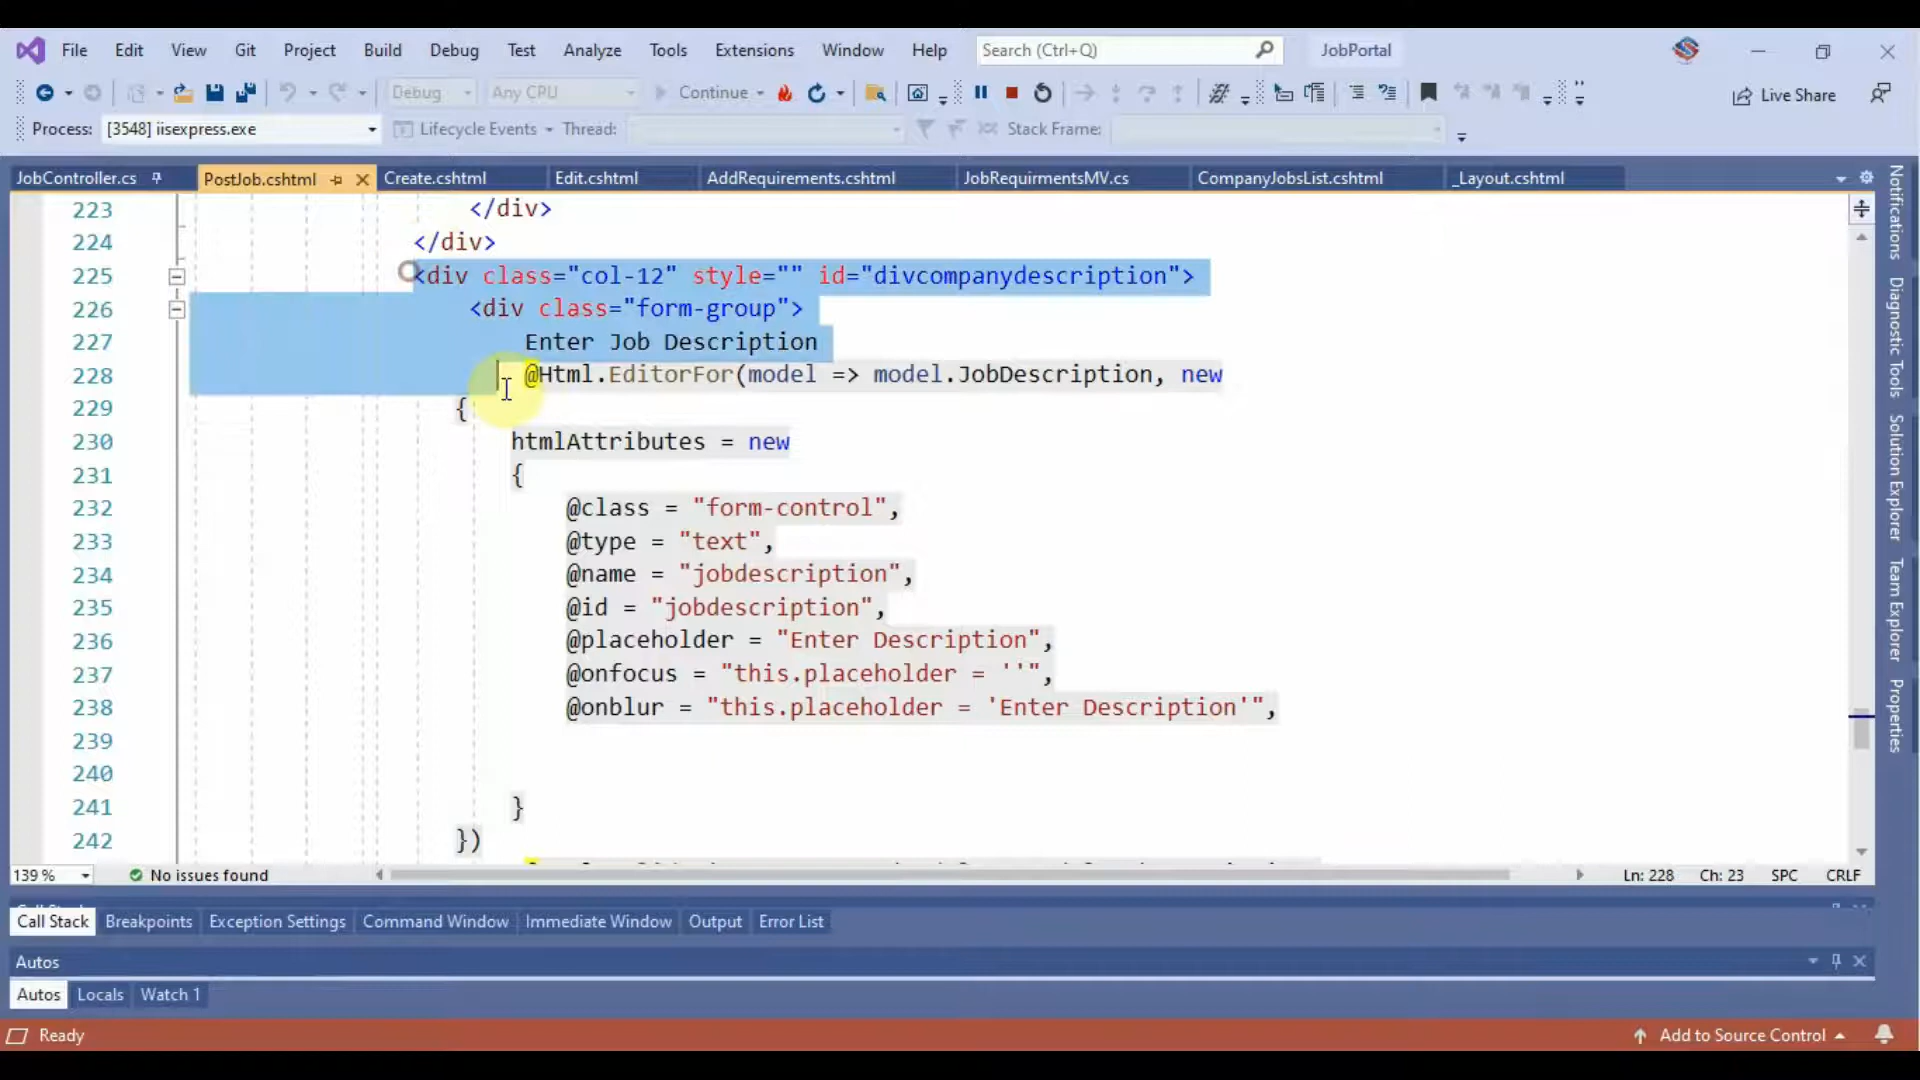 File Edit View Git Project Build Debug Test Analyze Tools Extensions Window Help Search (Ctrl+Q) JobPortal
Debug Any CPU Continue Live Share
Process: [3548] iisexpress.exe Lifecycle Events Thread: Stack Frame:
JobController.cs PostJob.cshtml Create.cshtml Edit.cshtml AddRequirements.cshtml JobRequirmentsMV.cs CompanyJobsList.cshtml _Layout.cshtml
223 </div>
224 </div>
225 <div class="col-12" style="" id="divcompanydescription">
226 <div class="form-group">
227 Enter Job Description
228 @Html.EditorFor(model => model.JobDescription, new
229 {
230 htmlAttributes = new
231 {
232 @class = "form-control",
233 @type = "text",
234 @name = "jobdescription",
235 @id = "jobdescription",
236 @placeholder = "Enter Description",
237 @onfocus = "this.placeholder = ''",
238 @onblur = "this.placeholder = 'Enter Description'",
239
240
241 }
242 })
Notifications
Diagnostic Tools
Solution Explorer
Team Explorer
Properties
139 % No issues found Ln: 228 Ch: 23 SPC CRLF
Call Stack Breakpoints Exception Settings Command Window Immediate Window Output Error List
Autos
Autos Locals Watch 1
Ready Add to Source Control